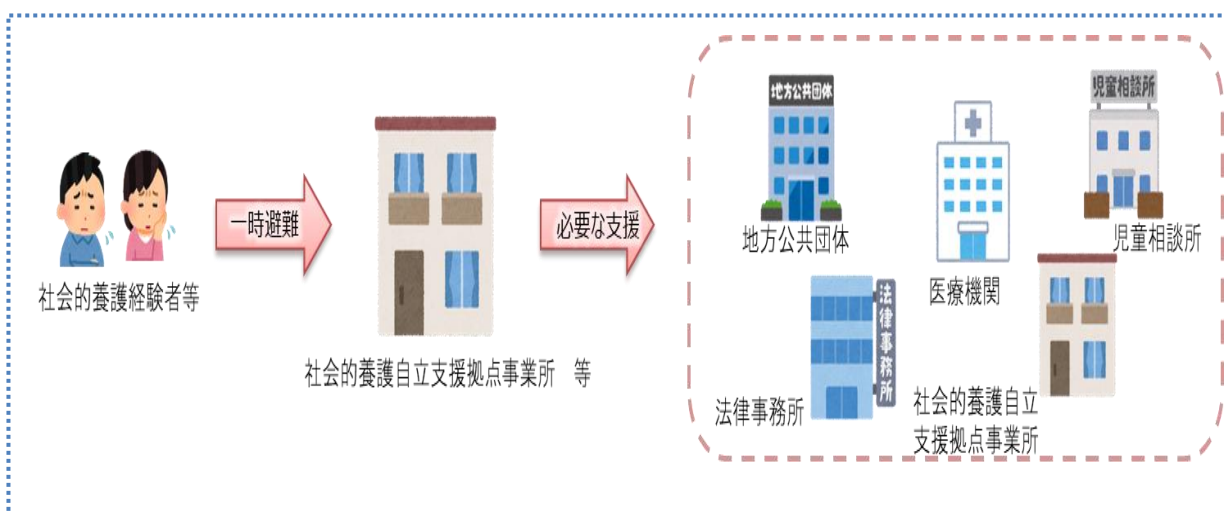 社会的養護経験者等
一時避難
社会的養護自立支援拠点事業所　等
必要な支援
地方公共団体
地方公共団体
医療機関
児童相談所
児童相談所
法律事務所
法律事務所
社会的養護自立
支援拠点事業所